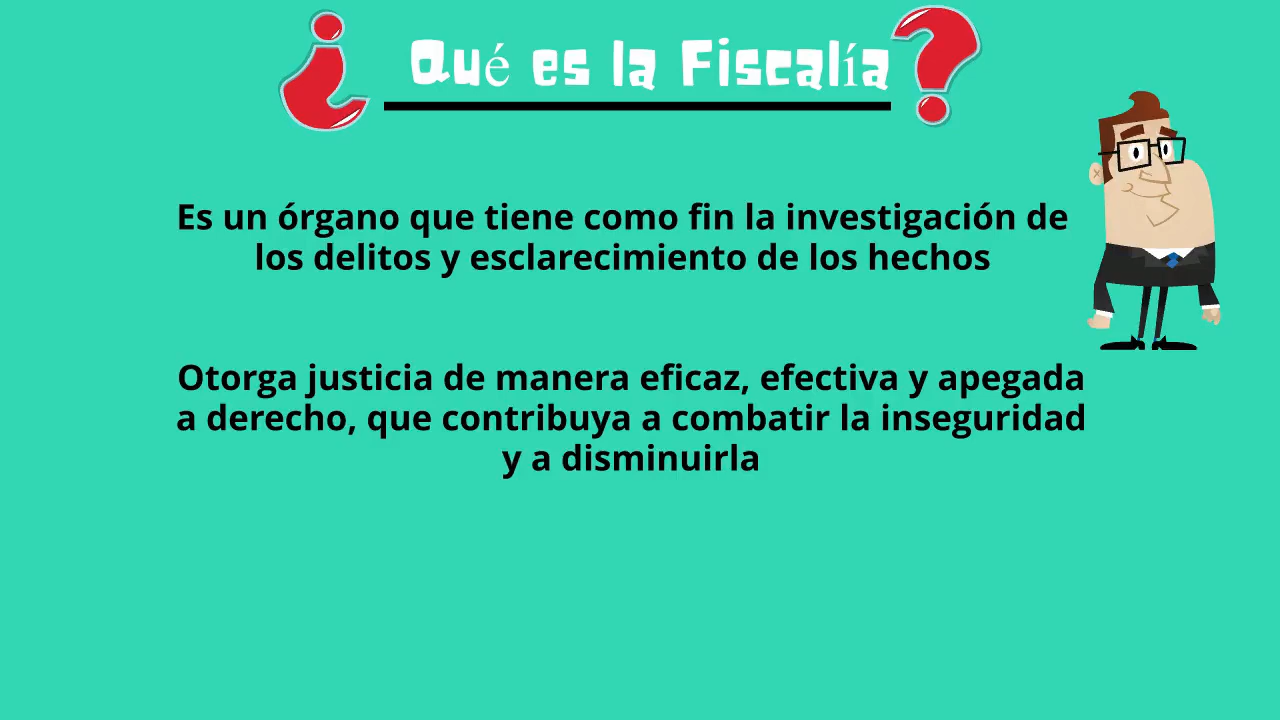 ¿Qué es la Fiscalía?
Es un órgano que tiene como fin la investigación de
los delitos y esclarecimiento de los hechos
Otorga justicia de manera eficaz, efectiva y apegada
a derecho, que contribuya a combatir la inseguridad
y a disminuirla